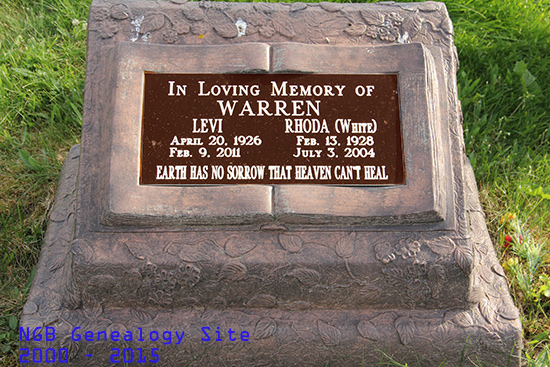 In Loving Memory of
WARREN
LEVI RHODA (White)
April 20, 1926 Feb. 13, 1928
Feb. 9, 2011 July 3, 2004
EARTH HAS NO SORROW THAT HEAVEN CAN'T HEAL
NGB Genealogy Site
2000 - 2015